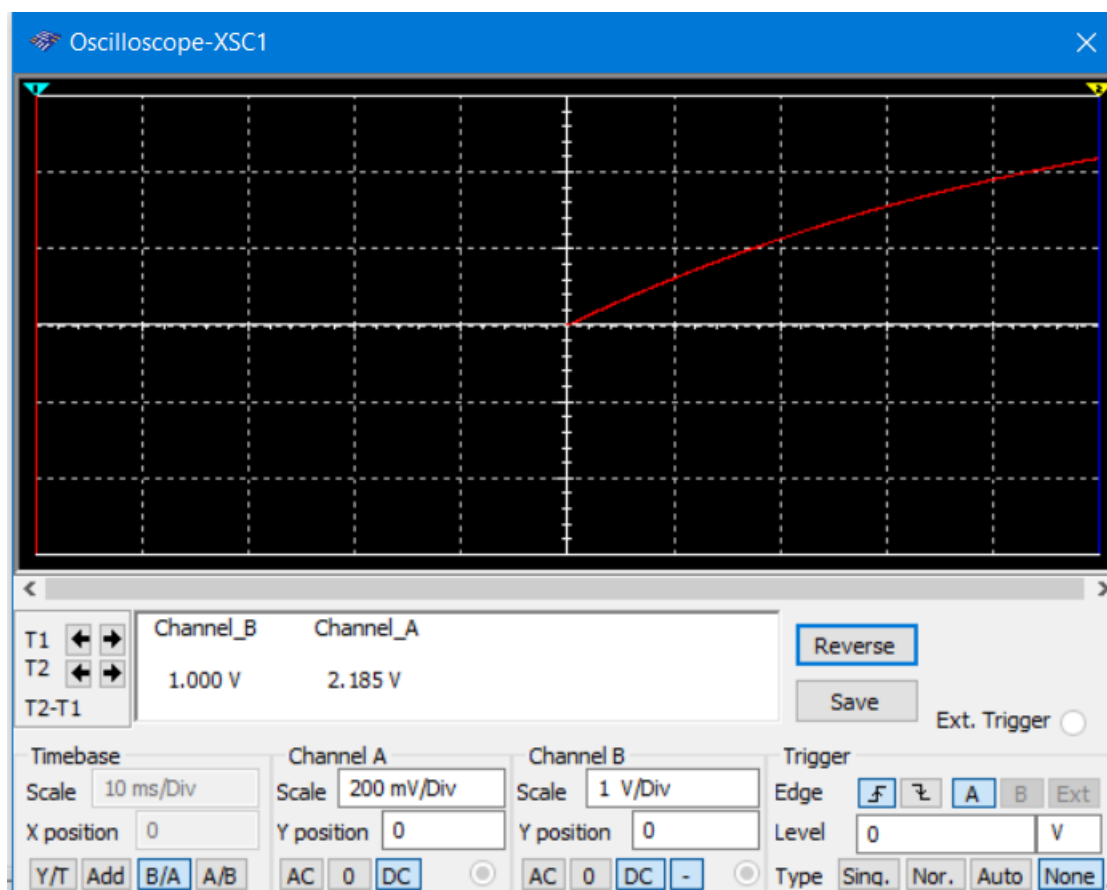 Oscilloscope-XSC1
1 2
T1 Channel_B Channel_A
T2 1.000 V 2.185 V
T2-T1
Reverse
Save
Ext. Trigger
Timebase Channel A Channel B Trigger
Scale 10 ms/Div Scale 200 mV/Div Scale 1 V/Div Edge A B Ext
X position 0 Y position 0 Y position 0 Level 0 V
Y/T Add B/A A/B AC 0 DC AC 0 DC - Type Sing. Nor. Auto None